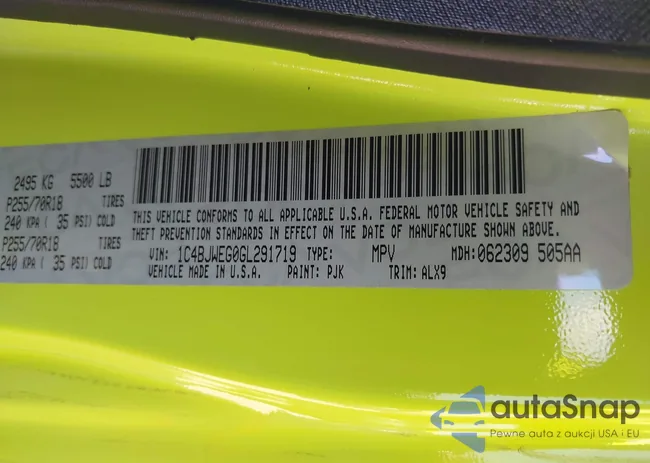 2495 KG 5500 LB
P255/70R18 TIRES
240 KPA ( 35 PSI) COLD
P255/70R18 TIRES
240 KPA ( 35 PSI) COLD
THIS VEHICLE CONFORMS TO ALL APPLICABLE U.S.A. FEDERAL MOTOR VEHICLE SAFETY AND
THEFT PREVENTION STANDARDS IN EFFECT ON THE DATE OF MANUFACTURE SHOWN ABOVE.
VIN: 1C4BJWEG0GL291719 TYPE: MPV MDH: 062309 505AA
VEHICLE MADE IN U.S.A. PAINT: PJK TRIM: ALX9
autaSnap
Pewne auta z aukcji USA i EU